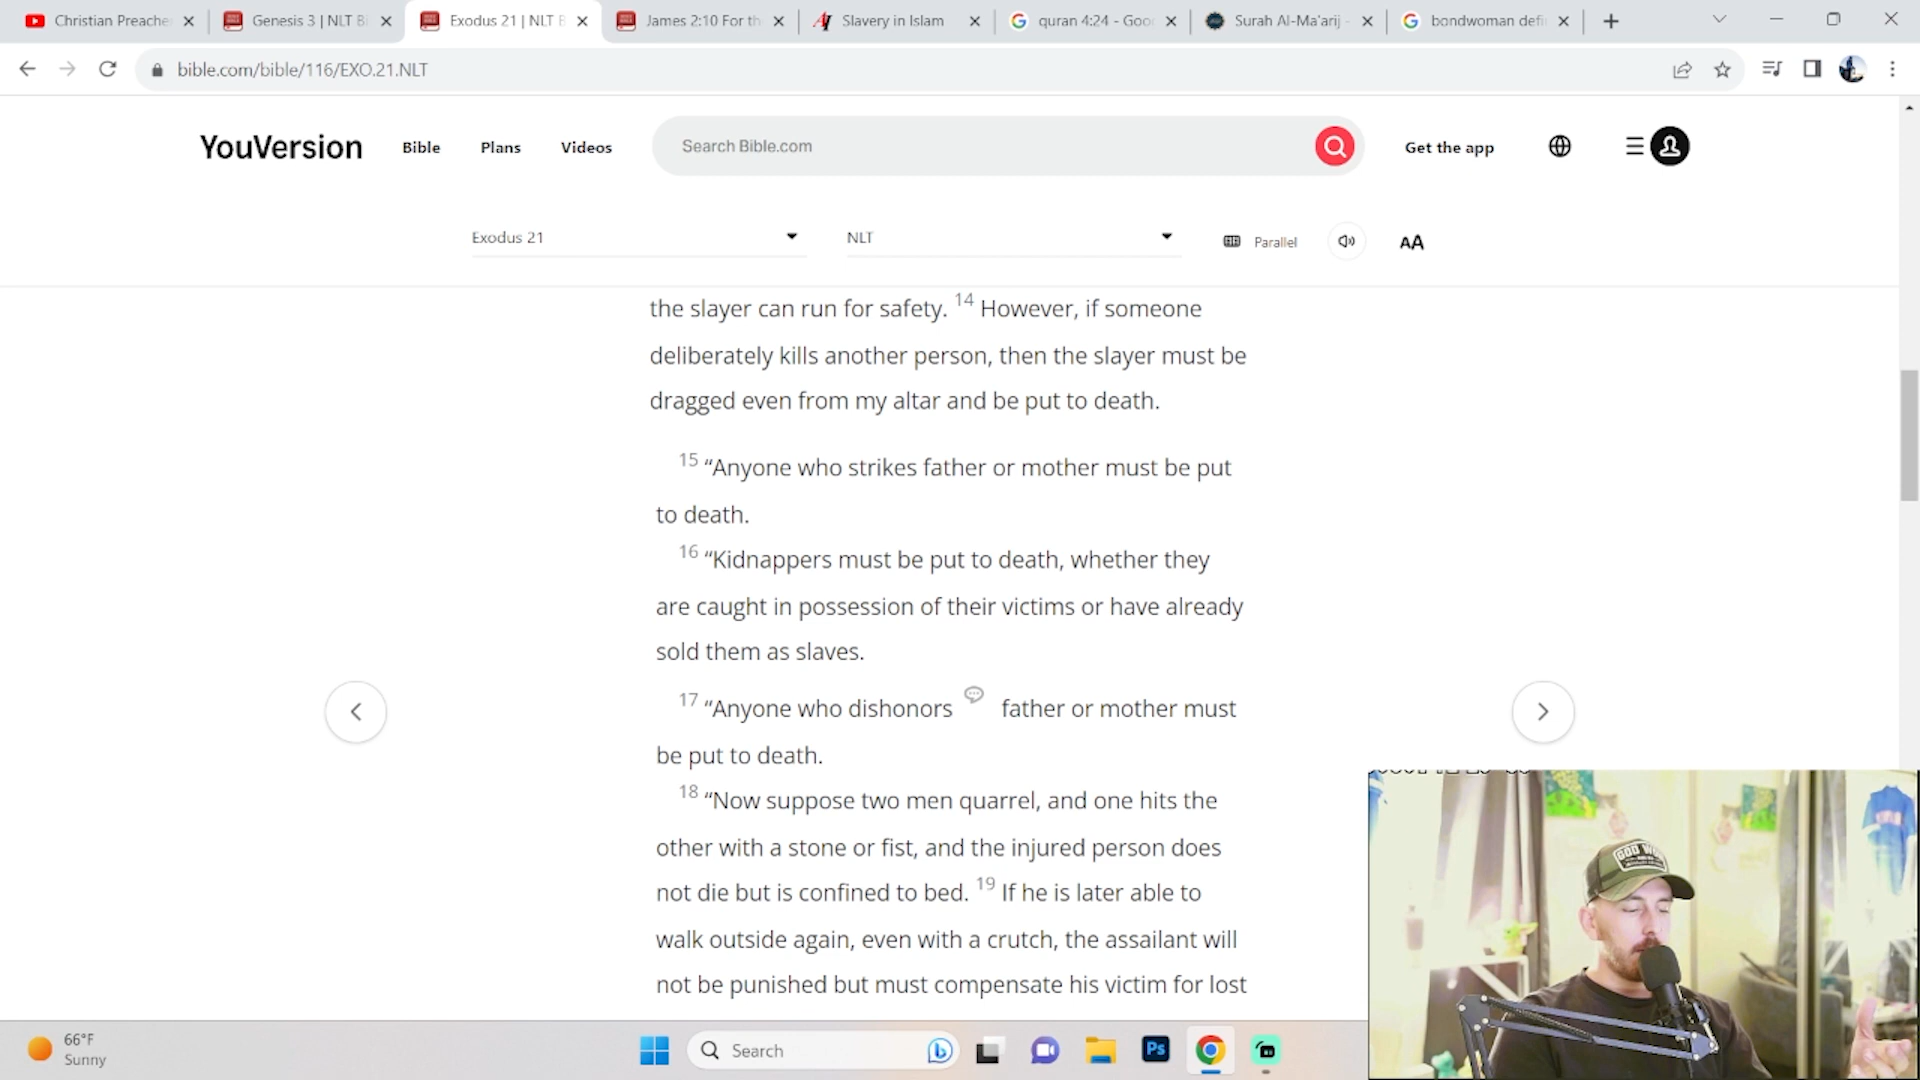 Christian Preache
Genesis 3 | NLT Bi
Exodus 21 | NLT B
James 2:10 For th
Slavery in Islam
quran 4:24 - Goo
Surah Al-Ma'arij -
bondwoman defi
bible.com/bible/116/EXO.21.NLT
YouVersion
Bible
Plans
Videos
Search Bible.com
Get the app
Exodus 21
NLT
Parallel
AA
the slayer can run for safety. 14 However, if someone
deliberately kills another person, then the slayer must be
dragged even from my altar and be put to death.
15 “Anyone who strikes father or mother must be put
to death.
16 “Kidnappers must be put to death, whether they
are caught in possession of their victims or have already
sold them as slaves.
17 “Anyone who dishonors father or mother must
be put to death.
18 “Now suppose two men quarrel, and one hits the
other with a stone or fist, and the injured person does
not die but is confined to bed. 19 If he is later able to
walk outside again, even with a crutch, the assailant will
not be punished but must compensate his victim for lost
66°F
Sunny
Search
Ps